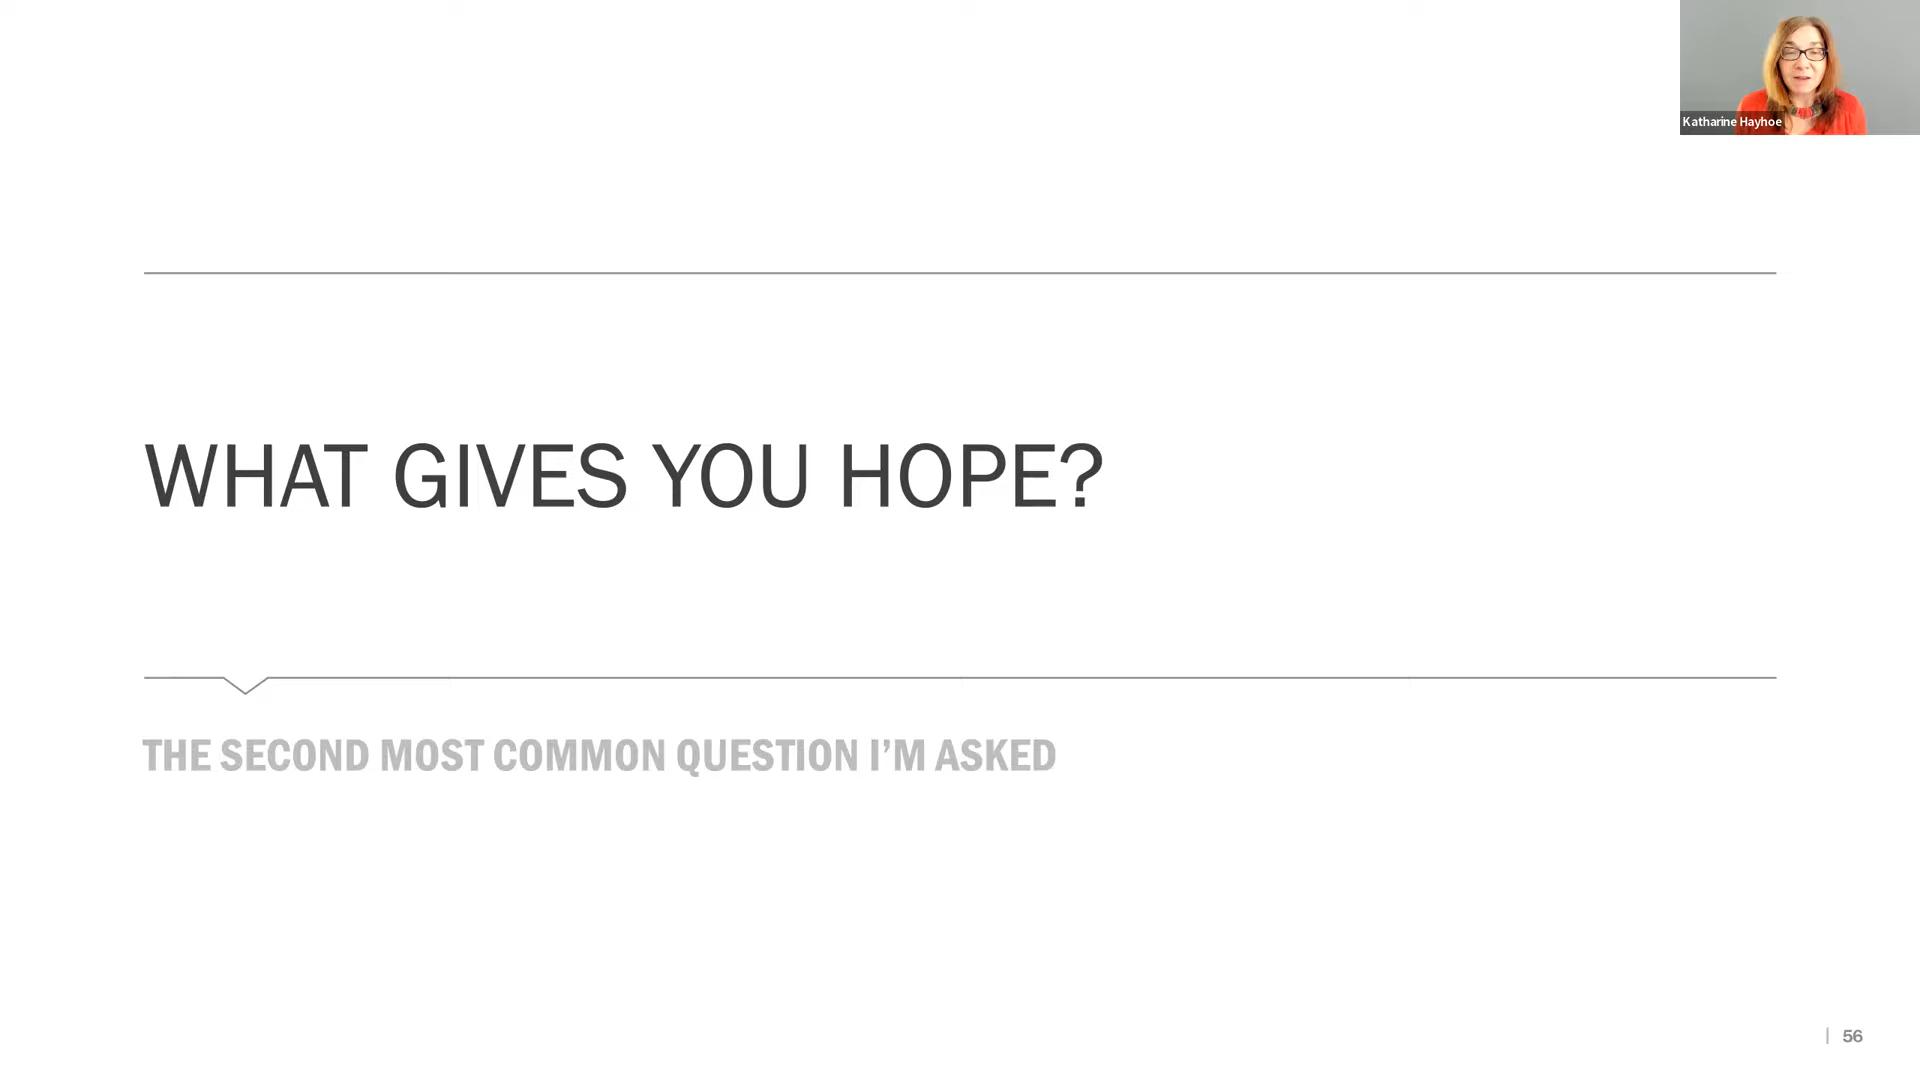 Katharine Hayhoe
WHAT GIVES YOU HOPE?
THE SECOND MOST COMMON QUESTION I’M ASKED
56